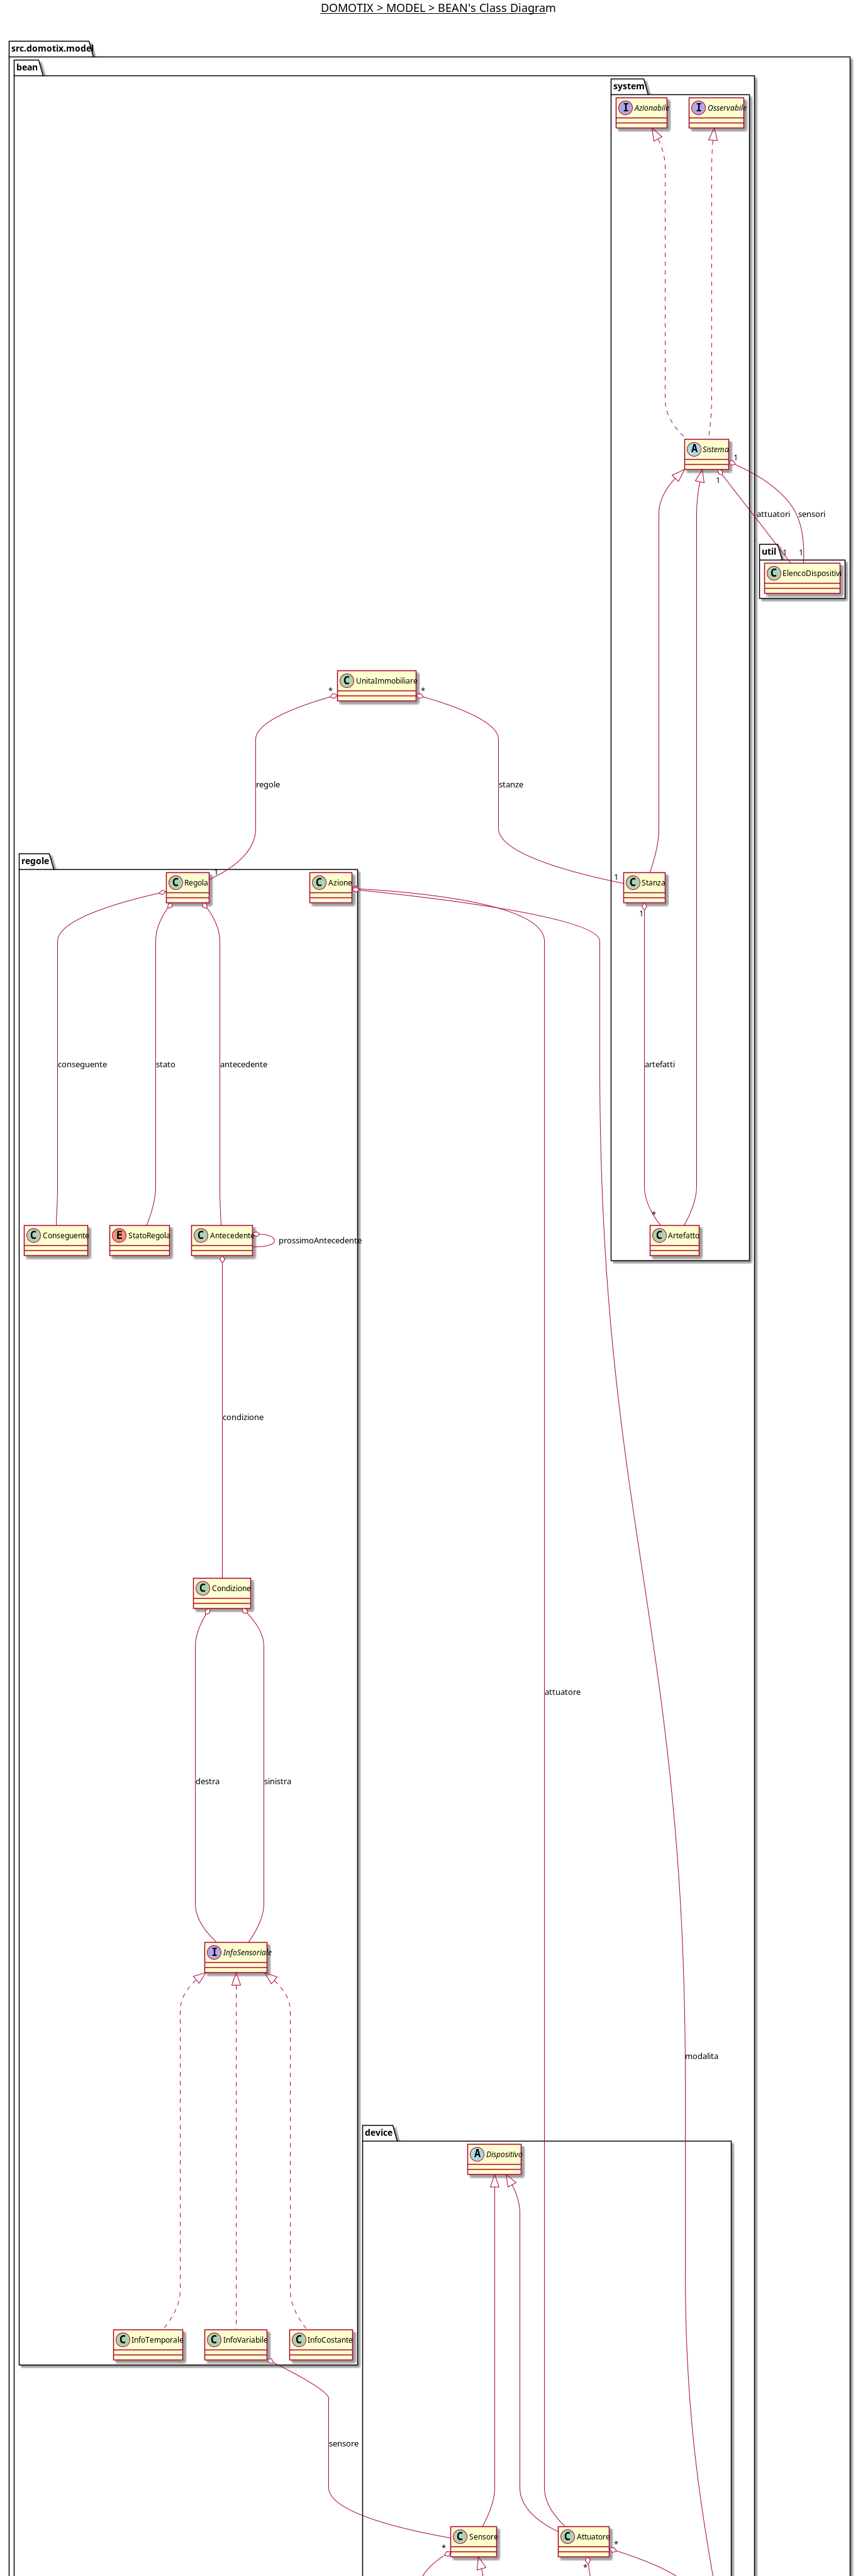 DOMOTIX > MODEL > BEAN's Class Diagram
src.domotix.model
bean
system
I Azionabile
I Osservabile
A Sistema
1
1
attuatori
sensori
1
1
util
C ElencoDispositivi
C UnitaImmobiliare
*
*
regole
stanze
regole
1
C Regola
C Azione
1
C Stanza
1
conseguente
stato
antecedente
artefatti
*
C Conseguente
E StatoRegola
C Antecedente
prossimoAntecedente
C Artefatto
condizione
C Condizione
attuatore
destra
sinistra
I InfoSensoriale
modalita
device
A Dispositivo
C InfoTemporale
C InfoVariabile
C InfoCostante
sensore
C Sensore
C Attuatore
*
*
*